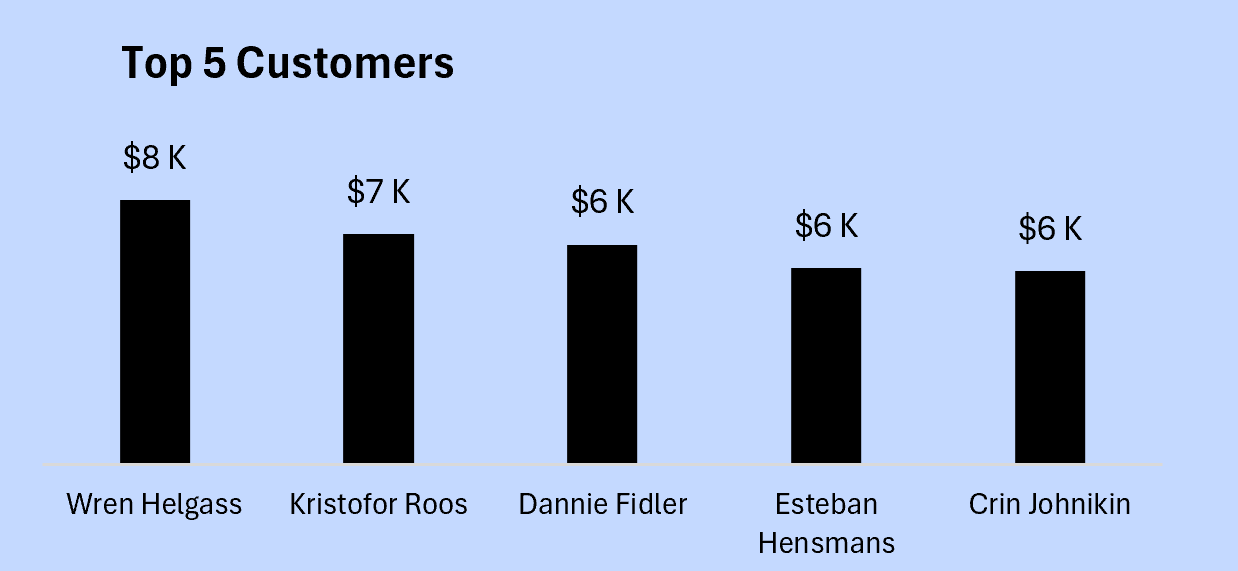 Top 5 Customers
$8 K
$7 K
$6 K
$6 K
$6 K
Wren Helgass
Kristofor Roos
Dannie Fidler
Esteban
Hensmans
Crin Johnikin